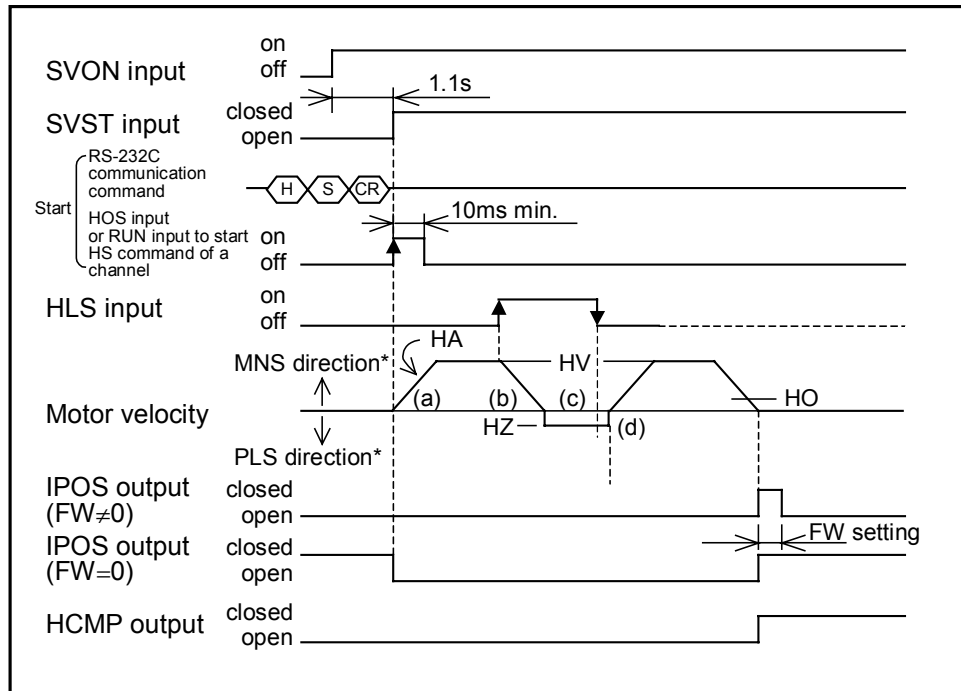 SVON input
on
off
1.1s
SVST input
closed
open
Start
RS-232C
communication
command
H S CR
HOS input
or RUN input to start
HS command of a
channel
on
off
10ms min.
HLS input
on
off
HA
MNS direction*
HV
(a) (b) (c) (d)
Motor velocity
HZ
HO
PLS direction*
IPOS output
(FW≠0)
closed
open
FW setting
IPOS output
(FW=0)
closed
open
HCMP output
closed
open